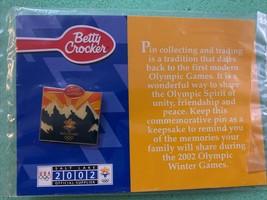 Betty
Crocker
Pin collecting and trading
is a tradition that dates
back to the first modern
Olympic Games. It is a
wonderful way to share
the Olympic Spirit of
unity, friendship and
peace. Keep this
commemorative pin as a
keepsake to remind you
of the memories your
family will share during
the 2002 Olympic
Winter Games.
USA
SALT LAKE
2002
OFFICIAL SUPPLIER